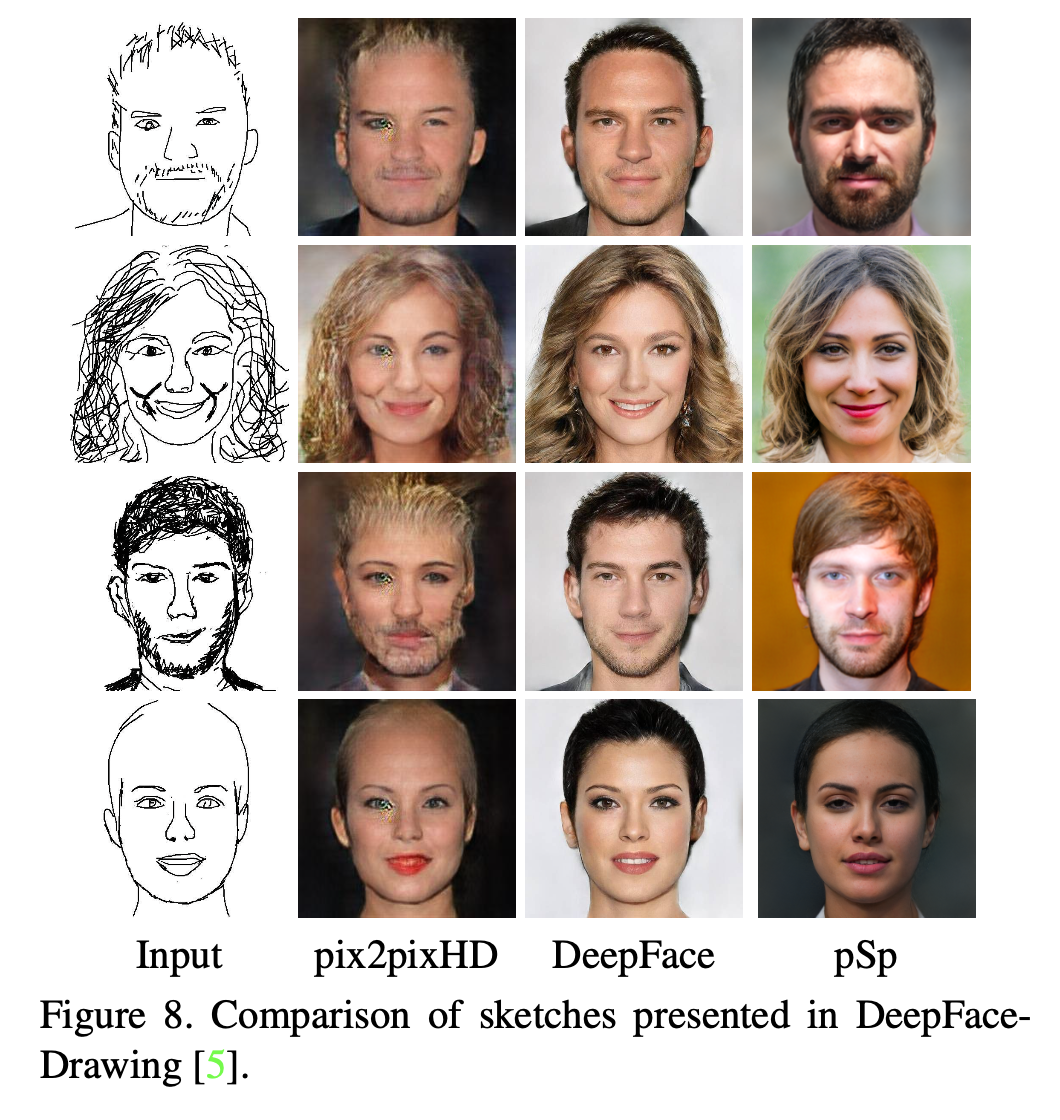 Input pix2pixHD DeepFace pSp
Figure 8. Comparison of sketches presented in DeepFace-
Drawing [5].